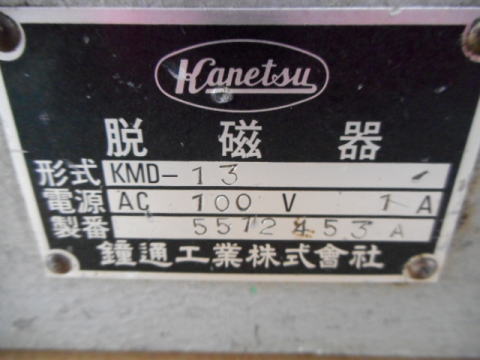 Kanetsu
脱磁器
形式 KMD-13
電源 AC 100 V 1 A
製番 5512453A
鐘通工業株式會社